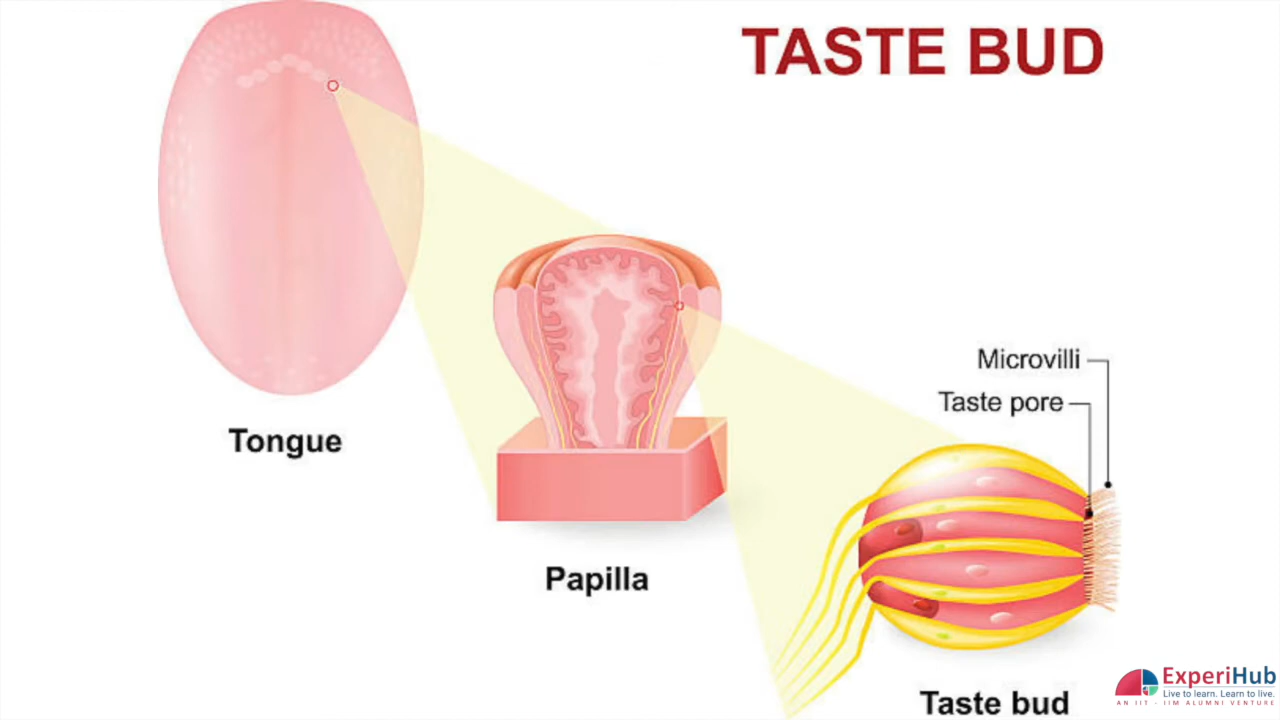 TASTE BUD
Microvilli
Taste pore
Tongue
Papilla
Taste bud
ExperiHub
Live to learn. Learn to live.
AN IIT - IIM ALUMNI VENTURE